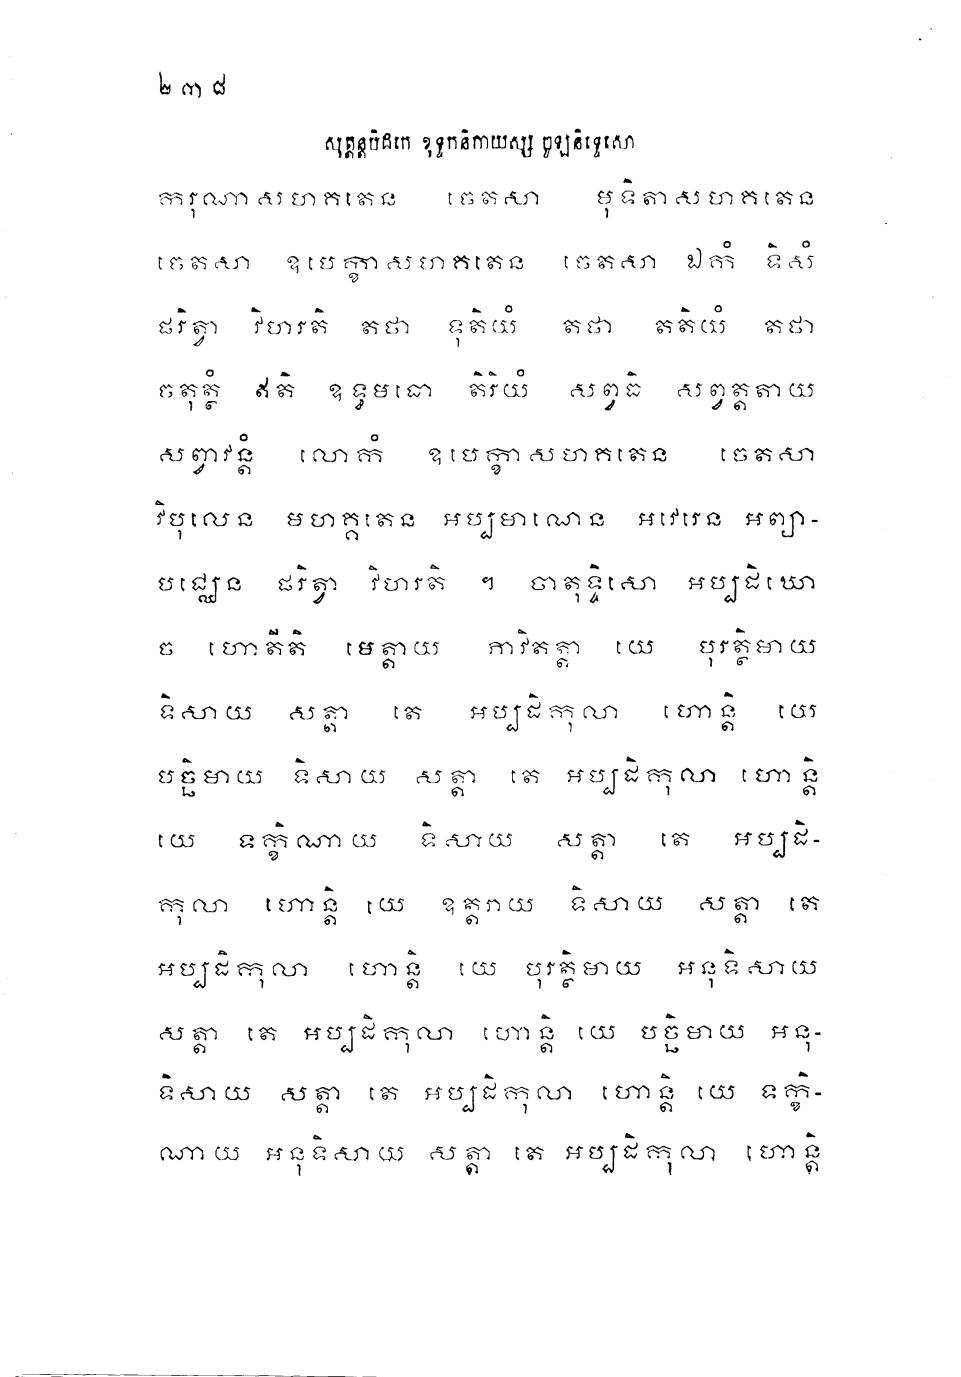 ២៣៨
សុត្តន្តបិដកេ ខុទ្ទកនិកាយស្ស ចូឡនិទ្ទេសោ
ករុណាសហគតេន ចេតសា មុទិតាសហគតេន
ចេតសា ឧបេក្ខាសហគតេន ចេតសា ឯកំ ទិសំ
ផរិត្វា វិហរតិ តថា ទុតិយំ តថា តតិយំ តថា
ចតុត្ថំ ឥតិ ឧទ្ធមធោ តិរិយំ សព្វធិ សព្វត្តតាយ
សព្វាវន្តំ លោកំ ឧបេក្ខាសហគតេន ចេតសា
វិបុលេន មហគ្គតេន អប្បមាណេន អវេរេន អព្យា-
បជ្ឈេន ផរិត្វា វិហរតិ ។ ចាតុទ្ទិសោ អប្បដិឃោ
ច ហោតីតិ មេត្តាយ ភាវិតត្តា យេ បុរត្ថិមាយ
ទិសាយ សត្តា តេ អប្បដិកុលា ហោន្តិ យេ
បច្ឆិមាយ ទិសាយ សត្តា តេ អប្បដិកុលា ហោន្តិ
យេ ទក្ខិណាយ ទិសាយ សត្តា តេ អប្បដិ-
កុលា ហោន្តិ យេ ឧត្តរាយ ទិសាយ សត្តា តេ
អប្បដិកុលា ហោន្តិ យេ បុរត្ថិមាយ អនុទិសាយ
សត្តា តេ អប្បដិកុលា ហោន្តិ យេ បច្ឆិមាយ អនុ-
ទិសាយ សត្តា តេ អប្បដិកុលា ហោន្តិ យេ ទក្ខិ-
ណាយ អនុទិសាយ សត្តា តេ អប្បដិកុលា ហោន្តិ